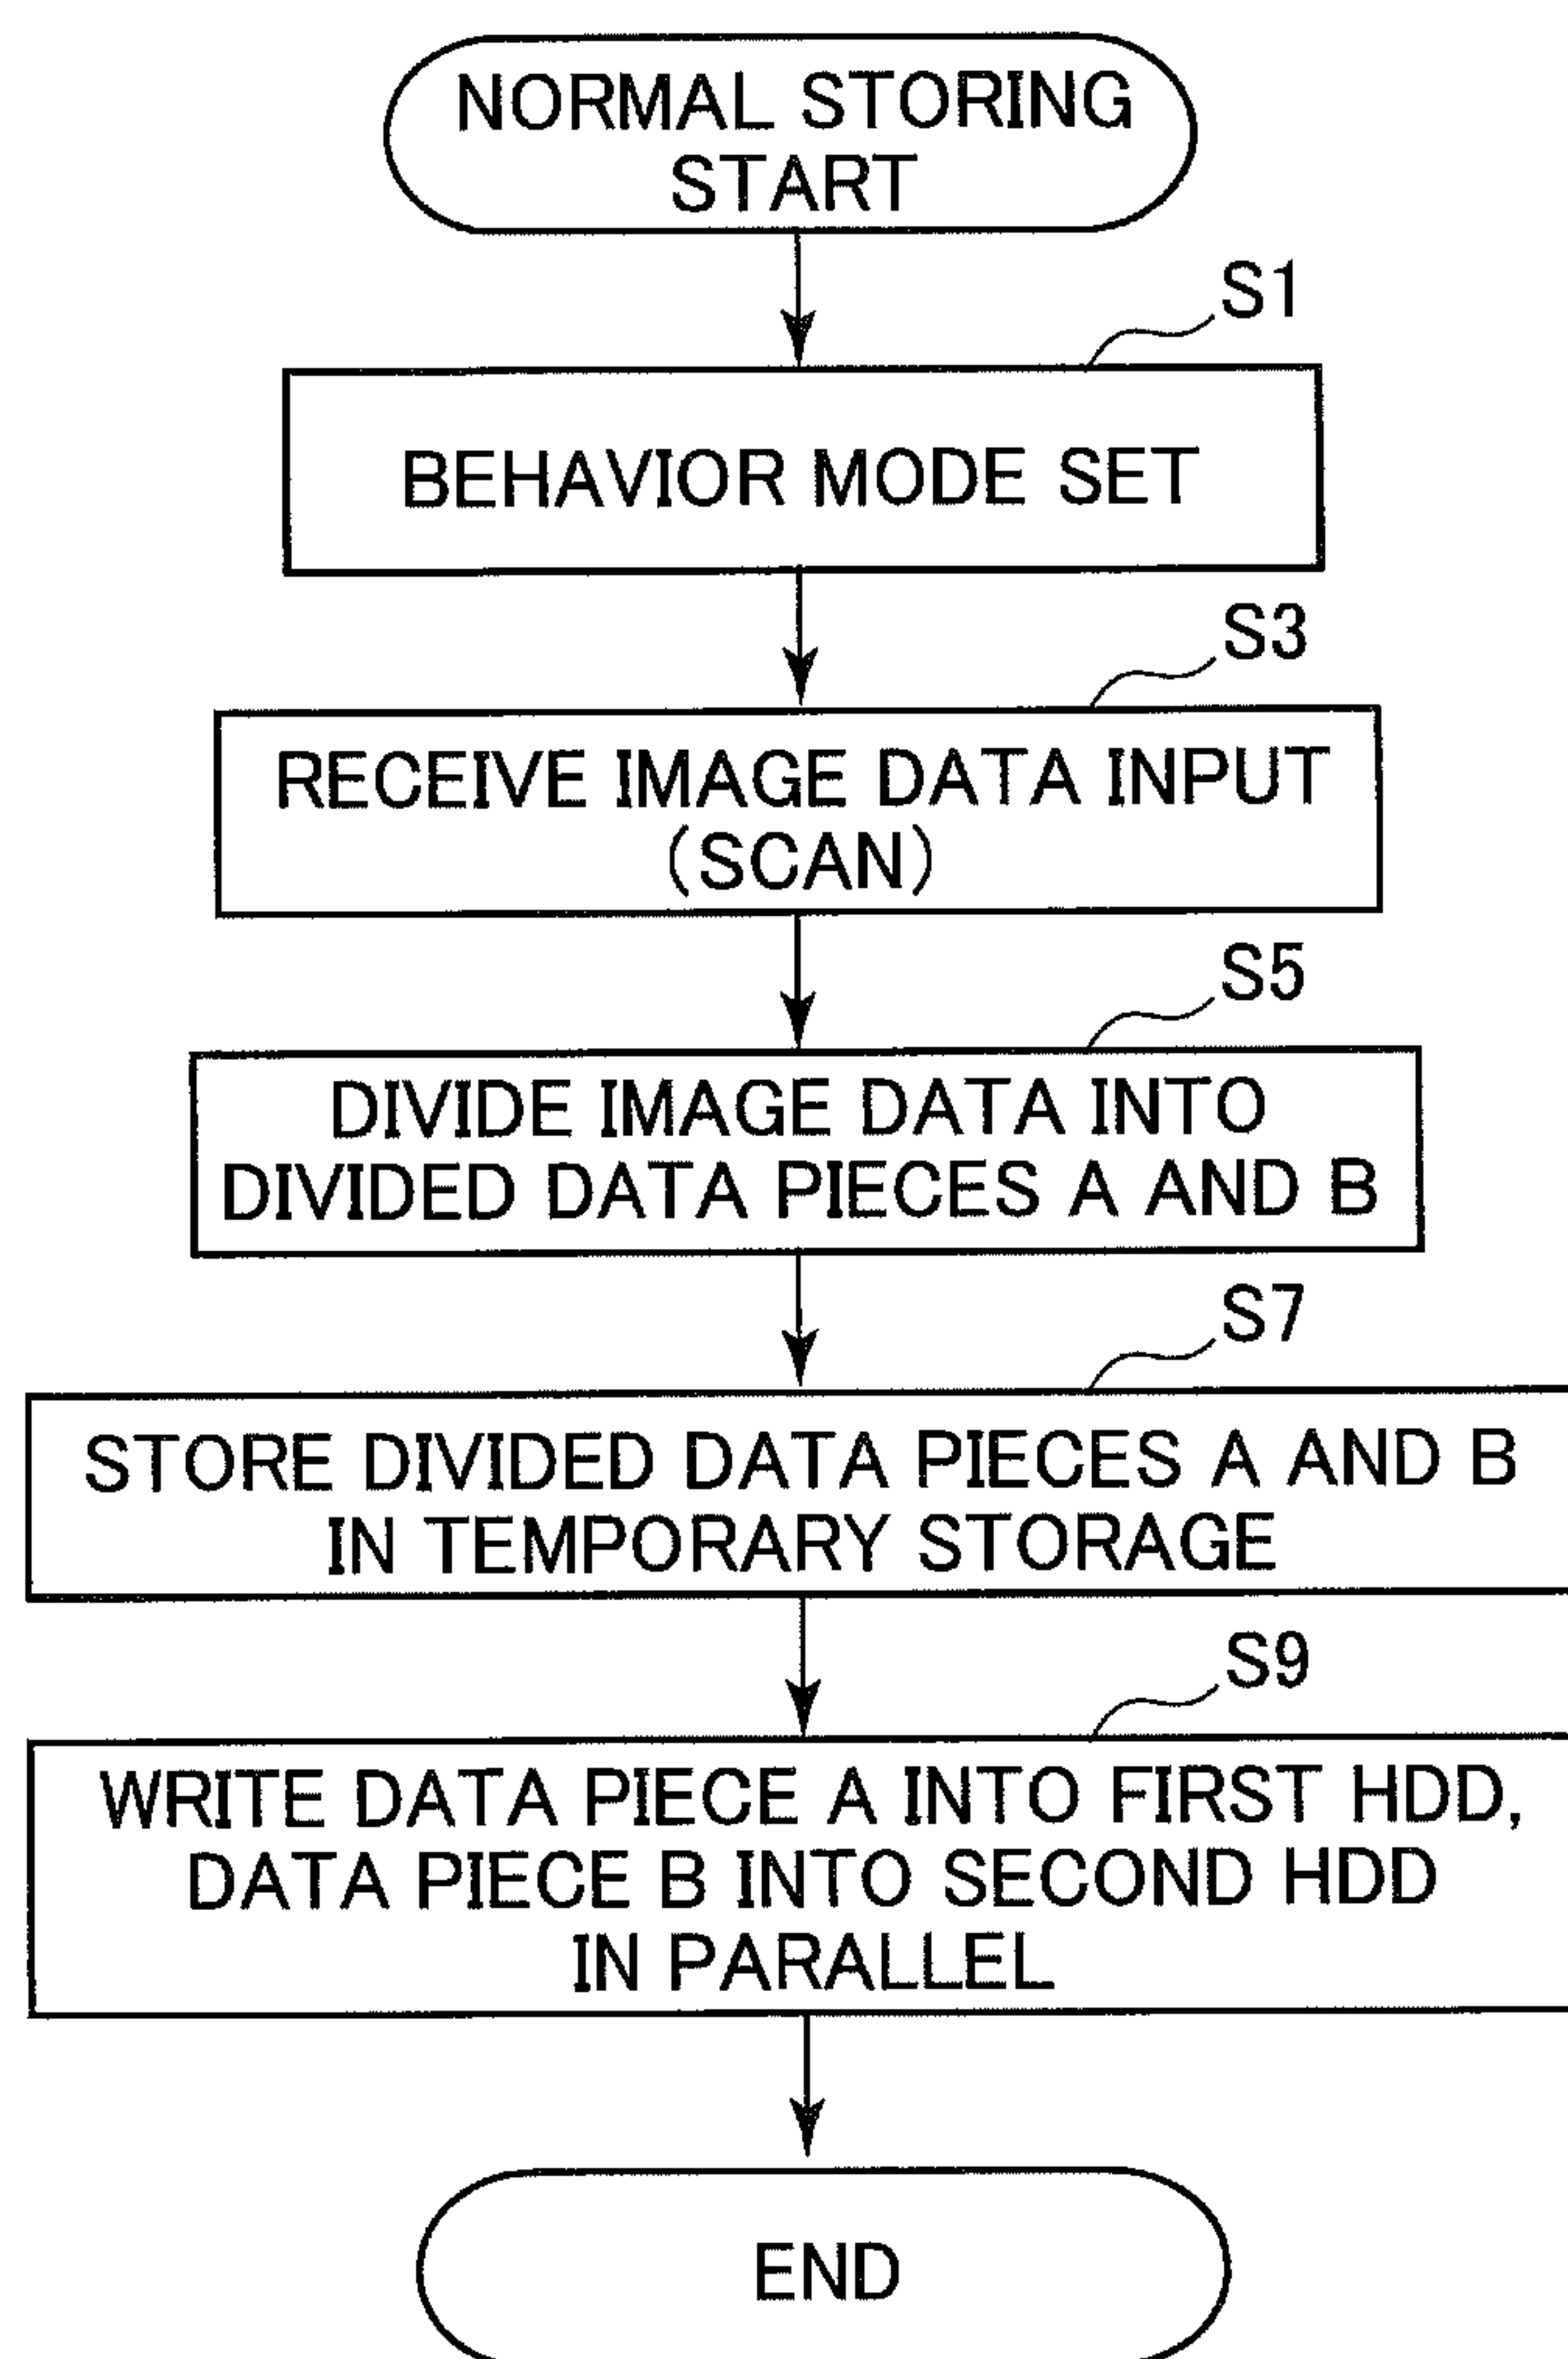 NORMAL STORING
START
S1
BEHAVIOR MODE SET
S3
RECEIVE IMAGE DATA INPUT
(SCAN)
S5
DIVIDE IMAGE DATA INTO
DIVIDED DATA PIECES A AND B
S7
STORE DIVIDED DATA PIECES A AND B
IN TEMPORARY STORAGE
S9
WRITE DATA PIECE A INTO FIRST HDD,
DATA PIECE B INTO SECOND HDD
IN PARALLEL
END